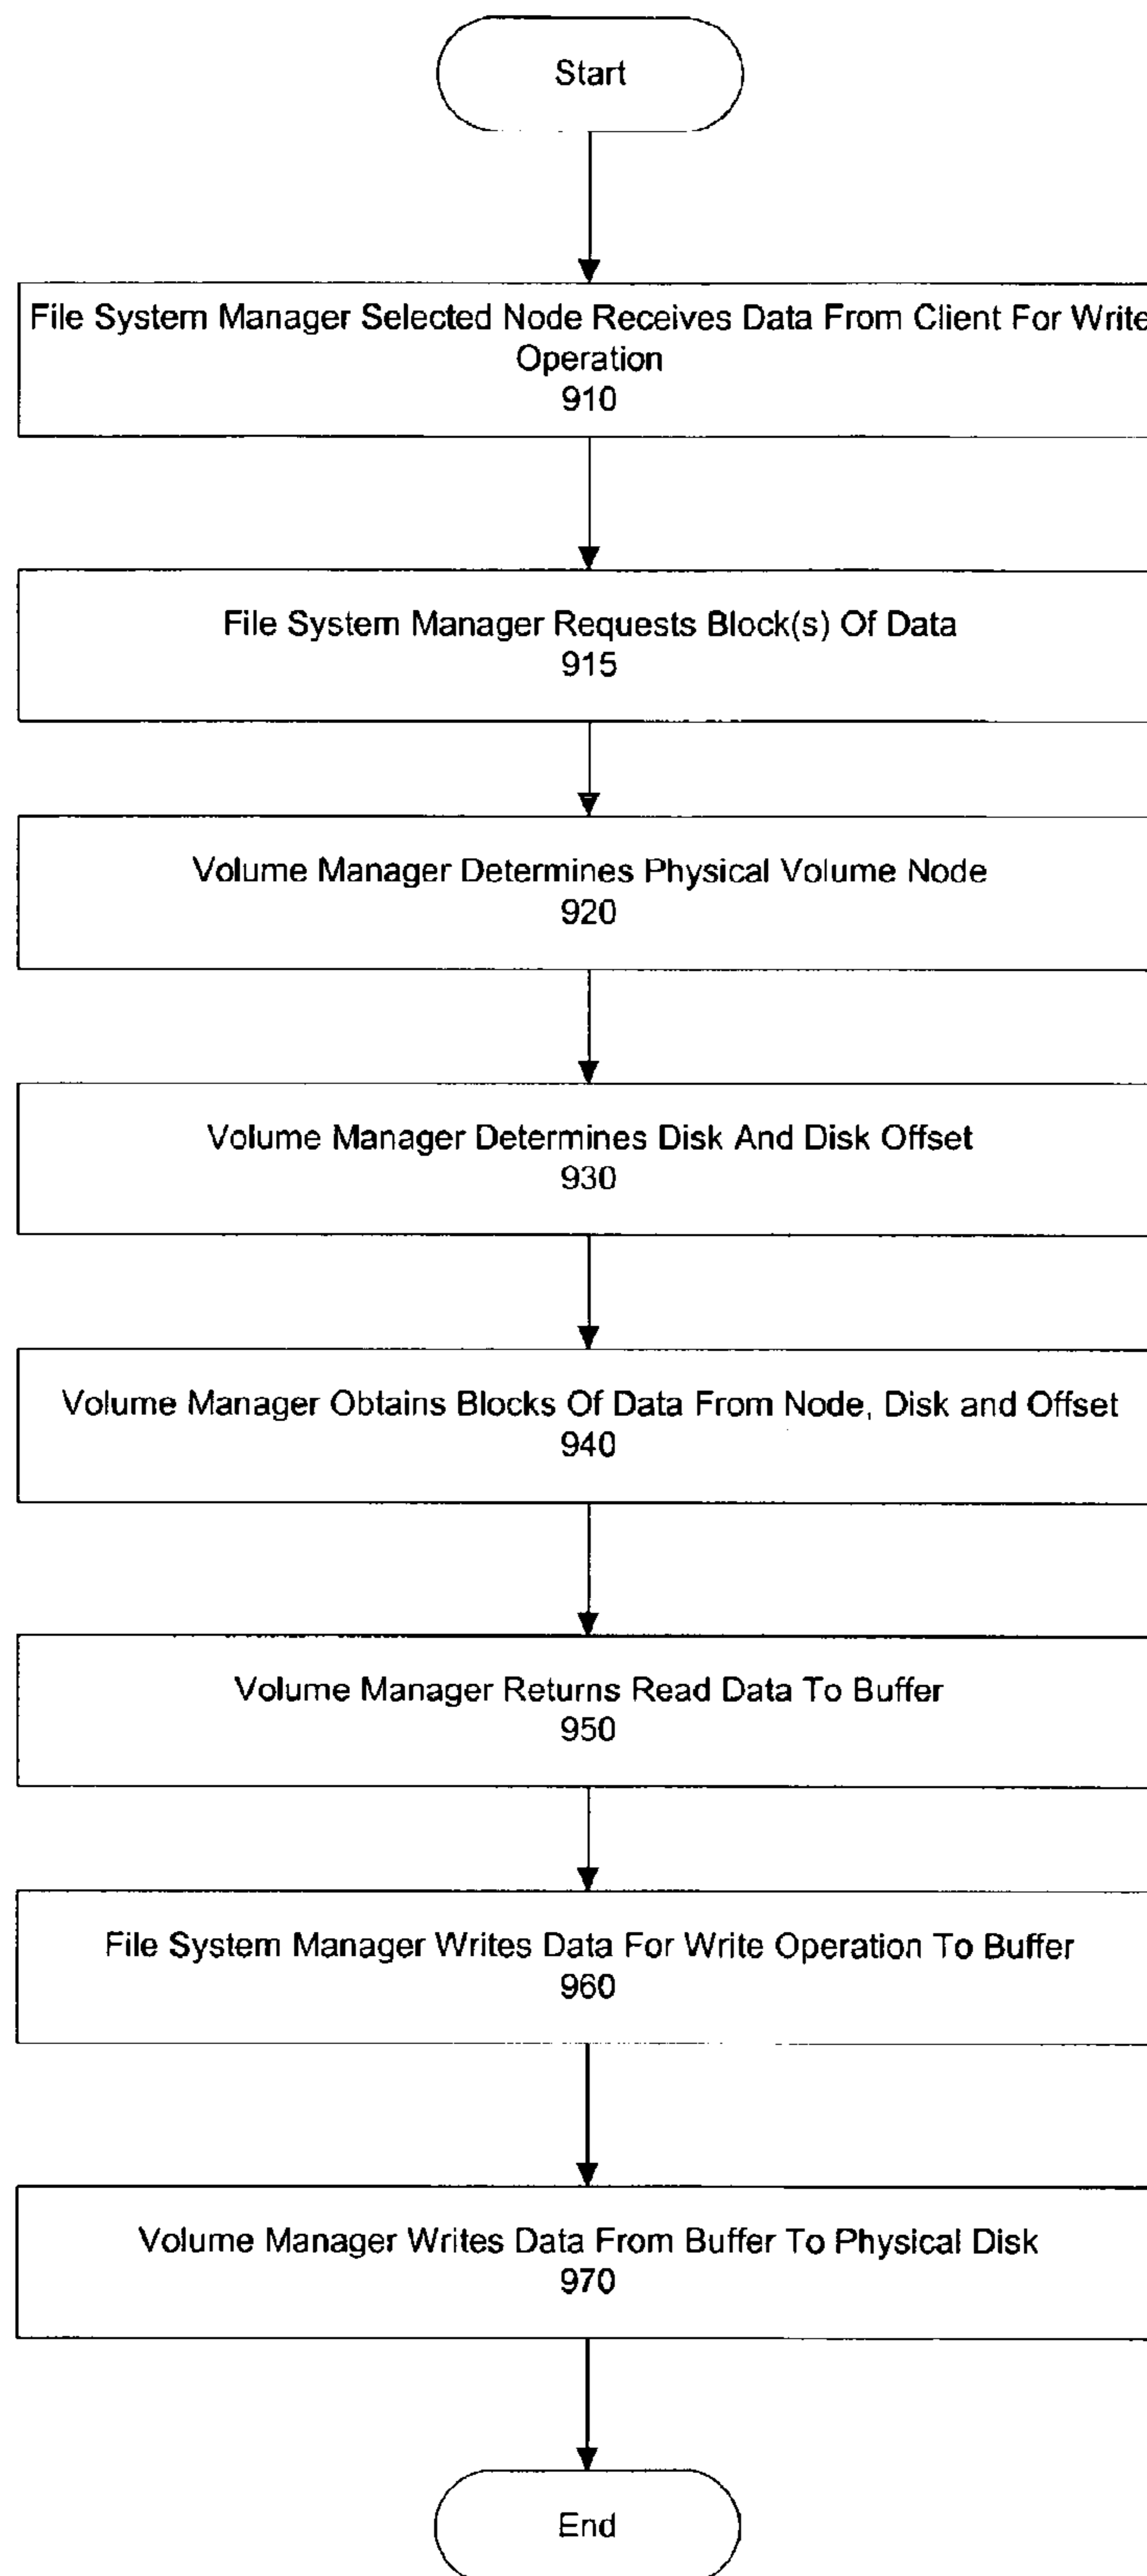 Start
File System Manager Selected Node Receives Data From Client For Write
Operation
910
File System Manager Requests Block(s) Of Data
915
Volume Manager Determines Physical Volume Node
920
Volume Manager Determines Disk And Disk Offset
930
Volume Manager Obtains Blocks Of Data From Node, Disk and Offset
940
Volume Manager Returns Read Data To Buffer
950
File System Manager Writes Data For Write Operation To Buffer
960
Volume Manager Writes Data From Buffer To Physical Disk
970
End